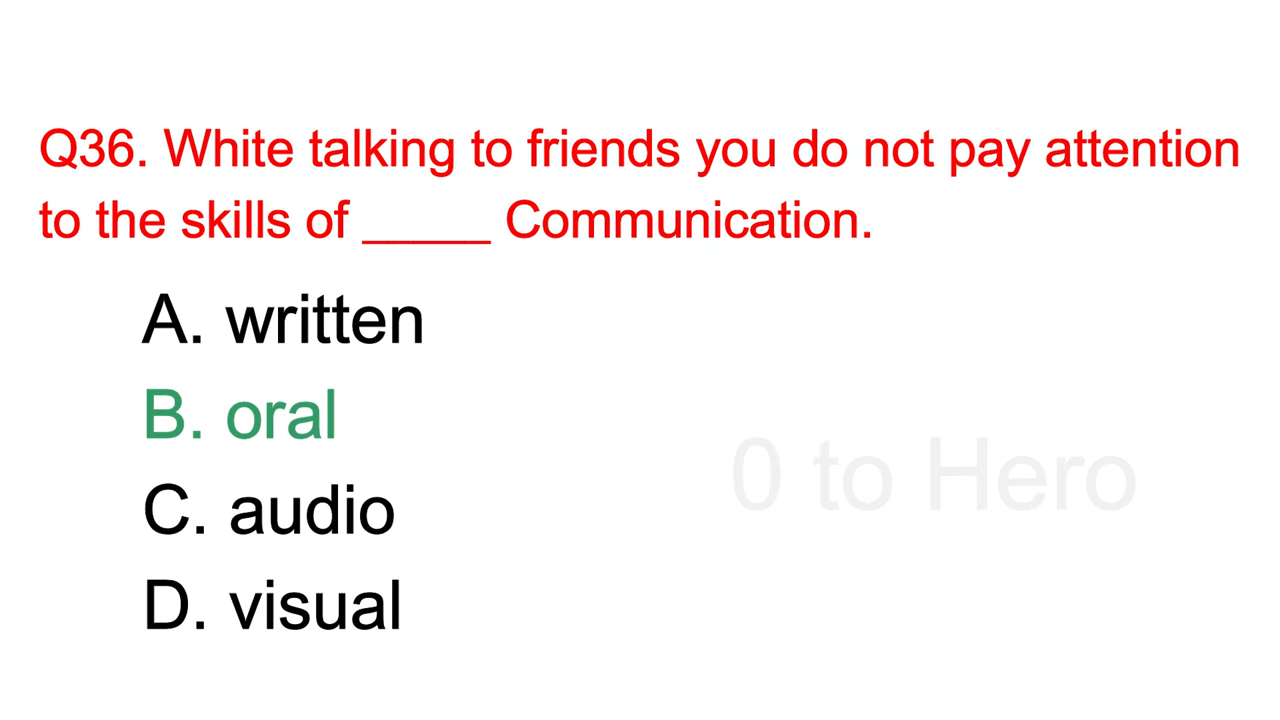 Q36. White talking to friends you do not pay attention
to the skills of _____ Communication.
A. written
B. oral
0 to Hero
C. audio
D. visual